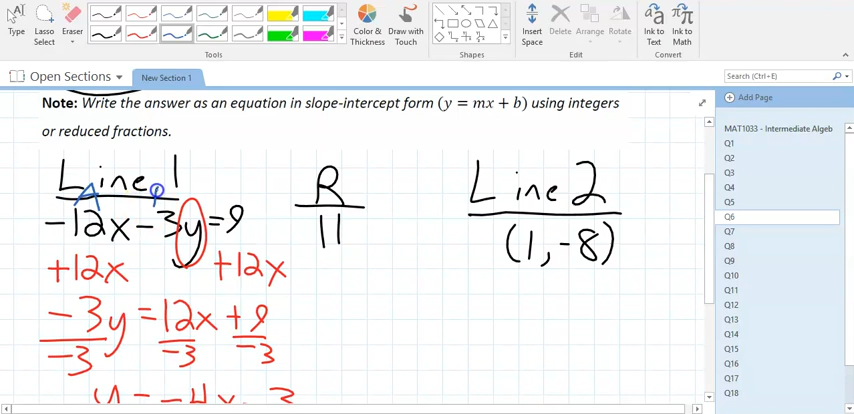 Type
Lasso Select
Eraser
Color & Thickness
Draw with Touch
Insert Space
Delete
Arrange
Rotate
Ink to Text
Ink to Math
Tools
Shapes
Edit
Convert
Open Sections
New Section 1
Search (Ctrl+E)
Note: Write the answer as an equation in slope-intercept form (y = mx + b) using integers
or reduced fractions.
Line 1
R
Line 2
-12x - 3y = 9
||
(1, -8)
+12x +12x
-3y = 12x + 9
-3 -3 -3
y = -4x - 3
Add Page
MAT1033 - Intermediate Algeb
Q1
Q2
Q3
Q4
Q5
Q6
Q7
Q8
Q9
Q10
Q11
Q12
Q13
Q14
Q15
Q16
Q17
Q18